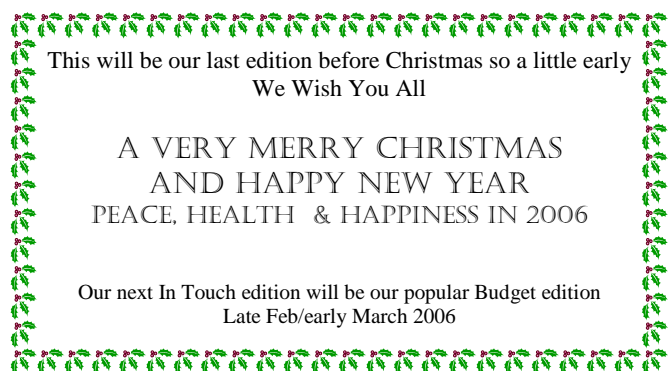 This will be our last edition before Christmas so a little early
We Wish You All
A VERY MERRY CHRISTMAS
AND HAPPY NEW YEAR
PEACE, HEALTH & HAPPINESS IN 2006
Our next In Touch edition will be our popular Budget edition
Late Feb/early March 2006